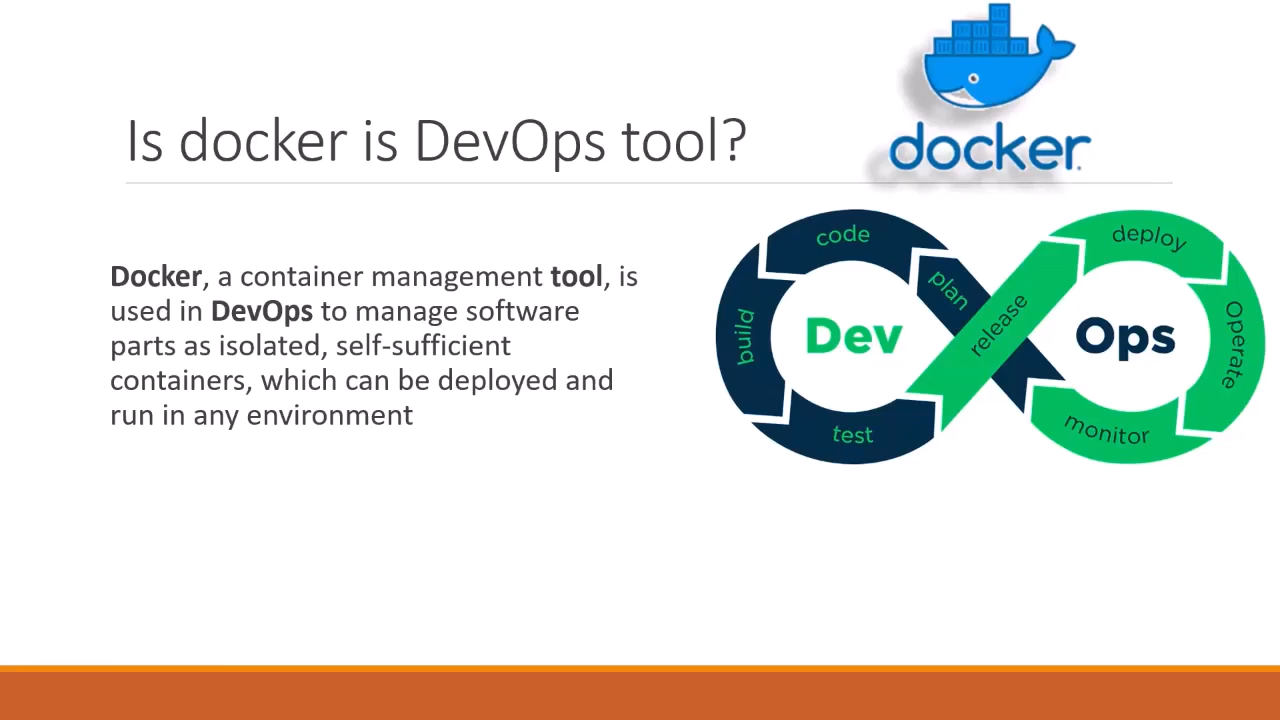 Is docker is DevOps tool?
docker
Docker, a container management tool, is
used in DevOps to manage software
parts as isolated, self-sufficient
containers, which can be deployed and
run in any environment
code
plan
build
Dev
test
release
deploy
Ops
Operate
monitor